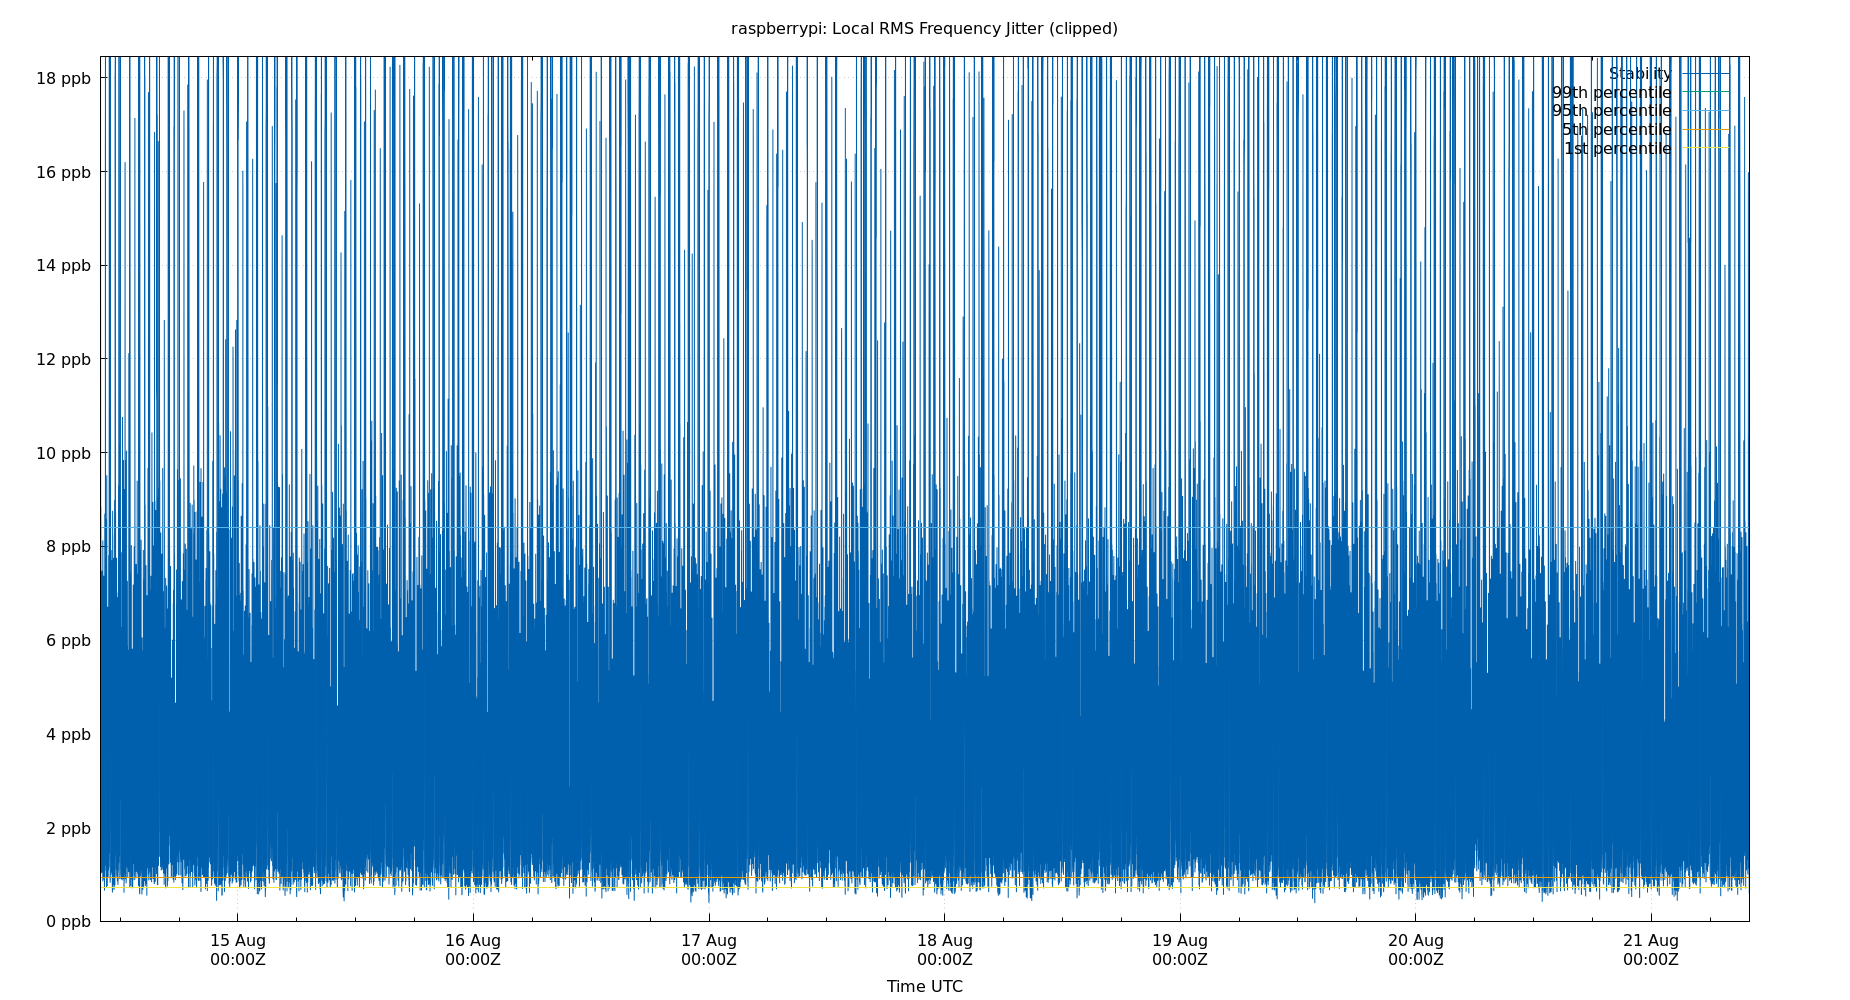 raspberrypi: Local RMS Frequency Jitter (clipped)
18 ppb
16 ppb
14 ppb
12 ppb
10 ppb
8 ppb
6 ppb
4 ppb
2 ppb
0 ppb
Stability
99th percentile
95th percentile
5th percentile
1st percentile
15 Aug 16 Aug 17 Aug 18 Aug 19 Aug 20 Aug 21 Aug
00:00Z 00:00Z 00:00Z 00:00Z 00:00Z 00:00Z 00:00Z
Time UTC